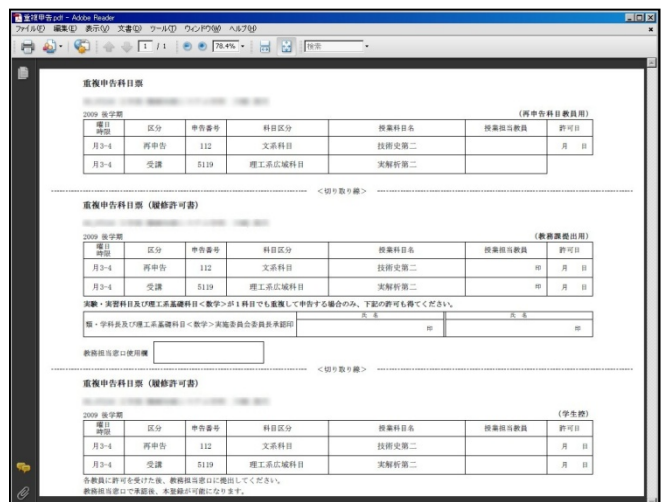 重複申告.pdf - Adobe Reader
ファイル(F) 編集(E) 表示(V) 文書(D) ツール(T) ウィンドウ(W) ヘルプ(H)
1 / 1 78.4% 検索
重複申告科目票
2009 後学期 (再申告科目教員用)
曜日時限 区分 申告番号 科目区分 授業科目名 授業担当教員 許可日
月3-4 再申告 112 文系科目 技術史第二 月 日
月3-4 受講 5119 理工系広域科目 実解析第二
<切り取り線>
重複申告科目票（履修許可書）
2009 後学期 (教務課提出用)
曜日時限 区分 申告番号 科目区分 授業科目名 授業担当教員 許可日
月3-4 再申告 112 文系科目 技術史第二 印 月 日
月3-4 受講 5119 理工系広域科目 実解析第二 印 月 日
実験・実習科目及び理工系基礎科目<数学>が1科目でも重複して申告する場合のみ、下記の許可も得てください。
氏 名 氏 名
類・学科長及び理工系基礎科目<数学>実施委員会委員長承認印 印 印
教務担当窓口使用欄
<切り取り線>
重複申告科目票（履修許可書）
2009 後学期 (学生控)
曜日時限 区分 申告番号 科目区分 授業科目名 授業担当教員 許可日
月3-4 再申告 112 文系科目 技術史第二 月 日
月3-4 受講 5119 理工系広域科目 実解析第二 月 日
各教員に許可を受けた後、教務担当窓口に提出してください。
教務担当窓口で承認後、本登録が可能になります。